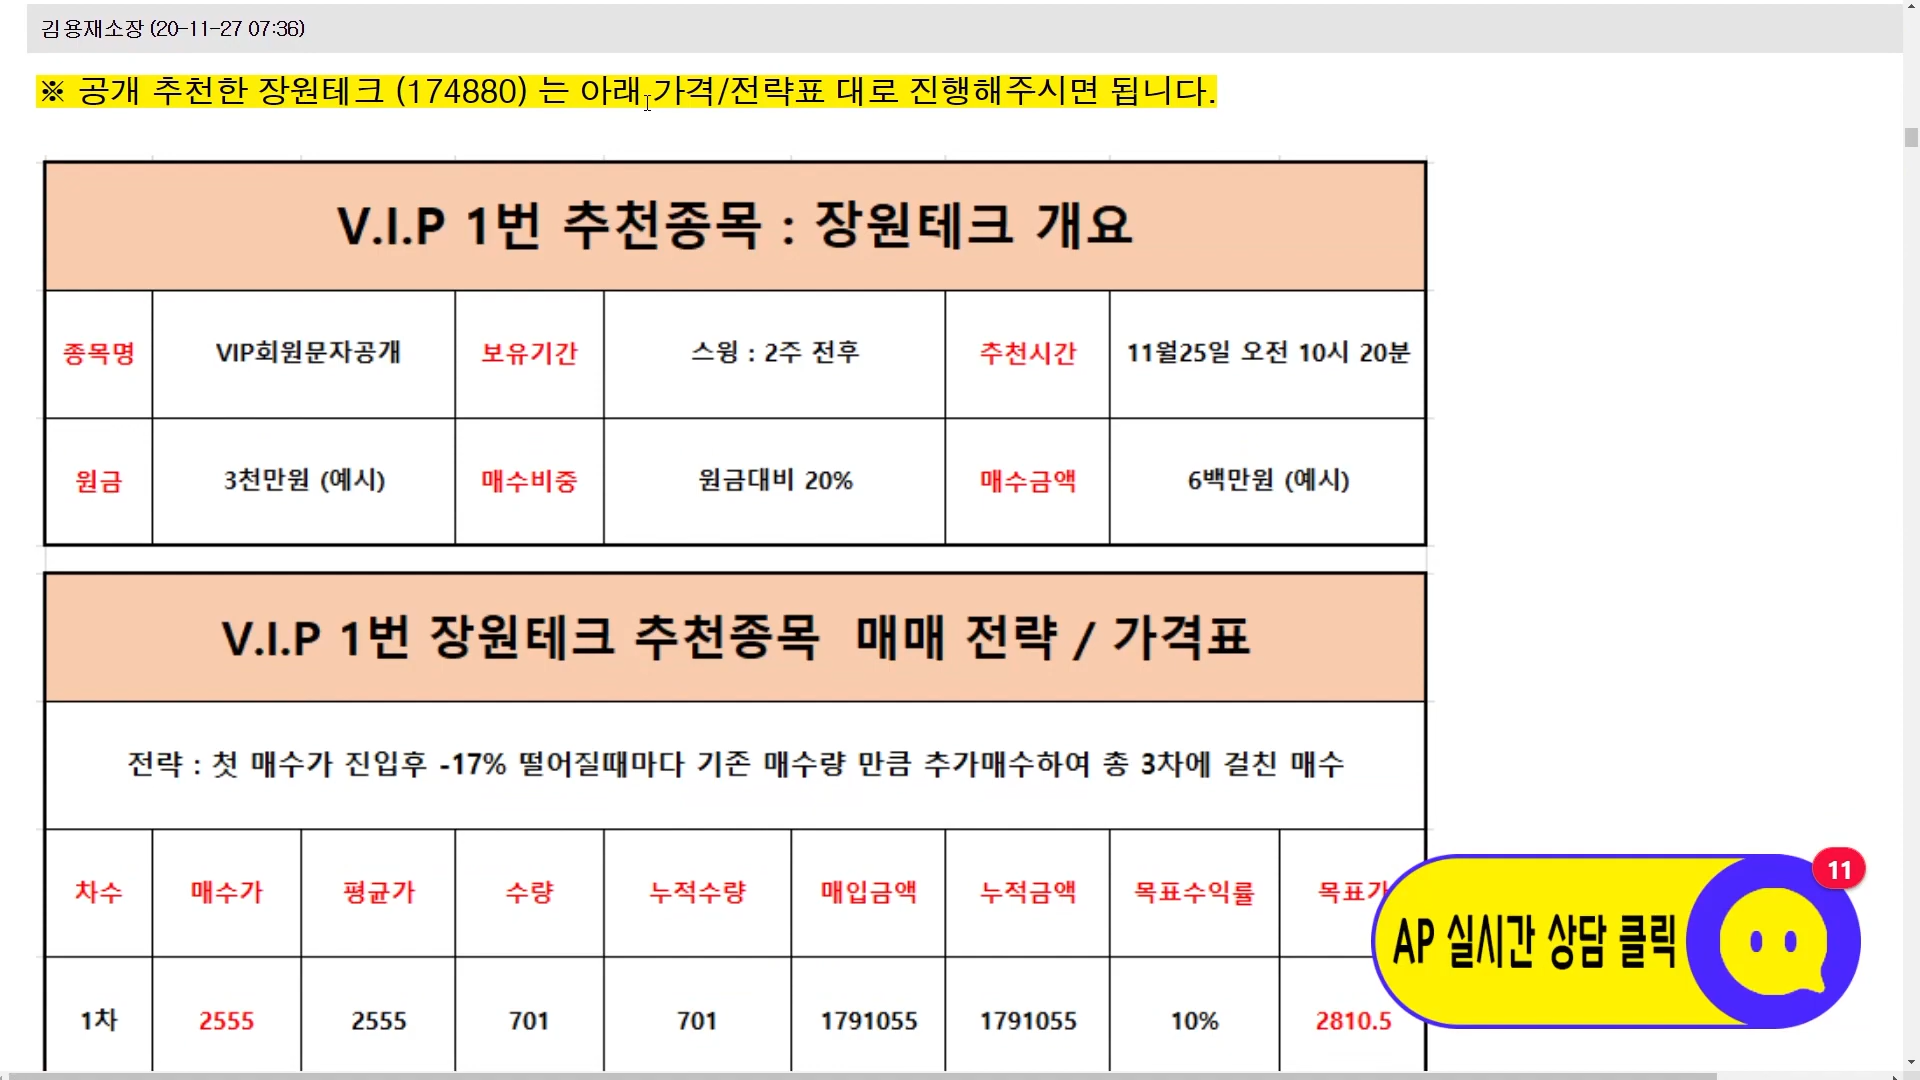 김용재소장 (20-11-27 07:36)
※ 공개 추천한 장원테크 (174880) 는 아래 가격/전략표 대로 진행해주시면 됩니다.
V.I.P 1번 추천종목 : 장원테크 개요
종목명 VIP회원문자공개 보유기간 스윙 : 2주 전후 추천시간 11월25일 오전 10시 20분
원금 3천만원 (예시) 매수비중 원금대비 20% 매수금액 6백만원 (예시)
V.I.P 1번 장원테크 추천종목 매매 전략 / 가격표
전략 : 첫 매수가 진입후 -17% 떨어질때마다 기존 매수량 만큼 추가매수하여 총 3차에 걸친 매수
차수 매수가 평균가 수량 누적수량 매입금액 누적금액 목표수익률 목표가
1차 2555 2555 701 701 1791055 1791055 10% 2810.5
AP 실시간 상담 클릭
11